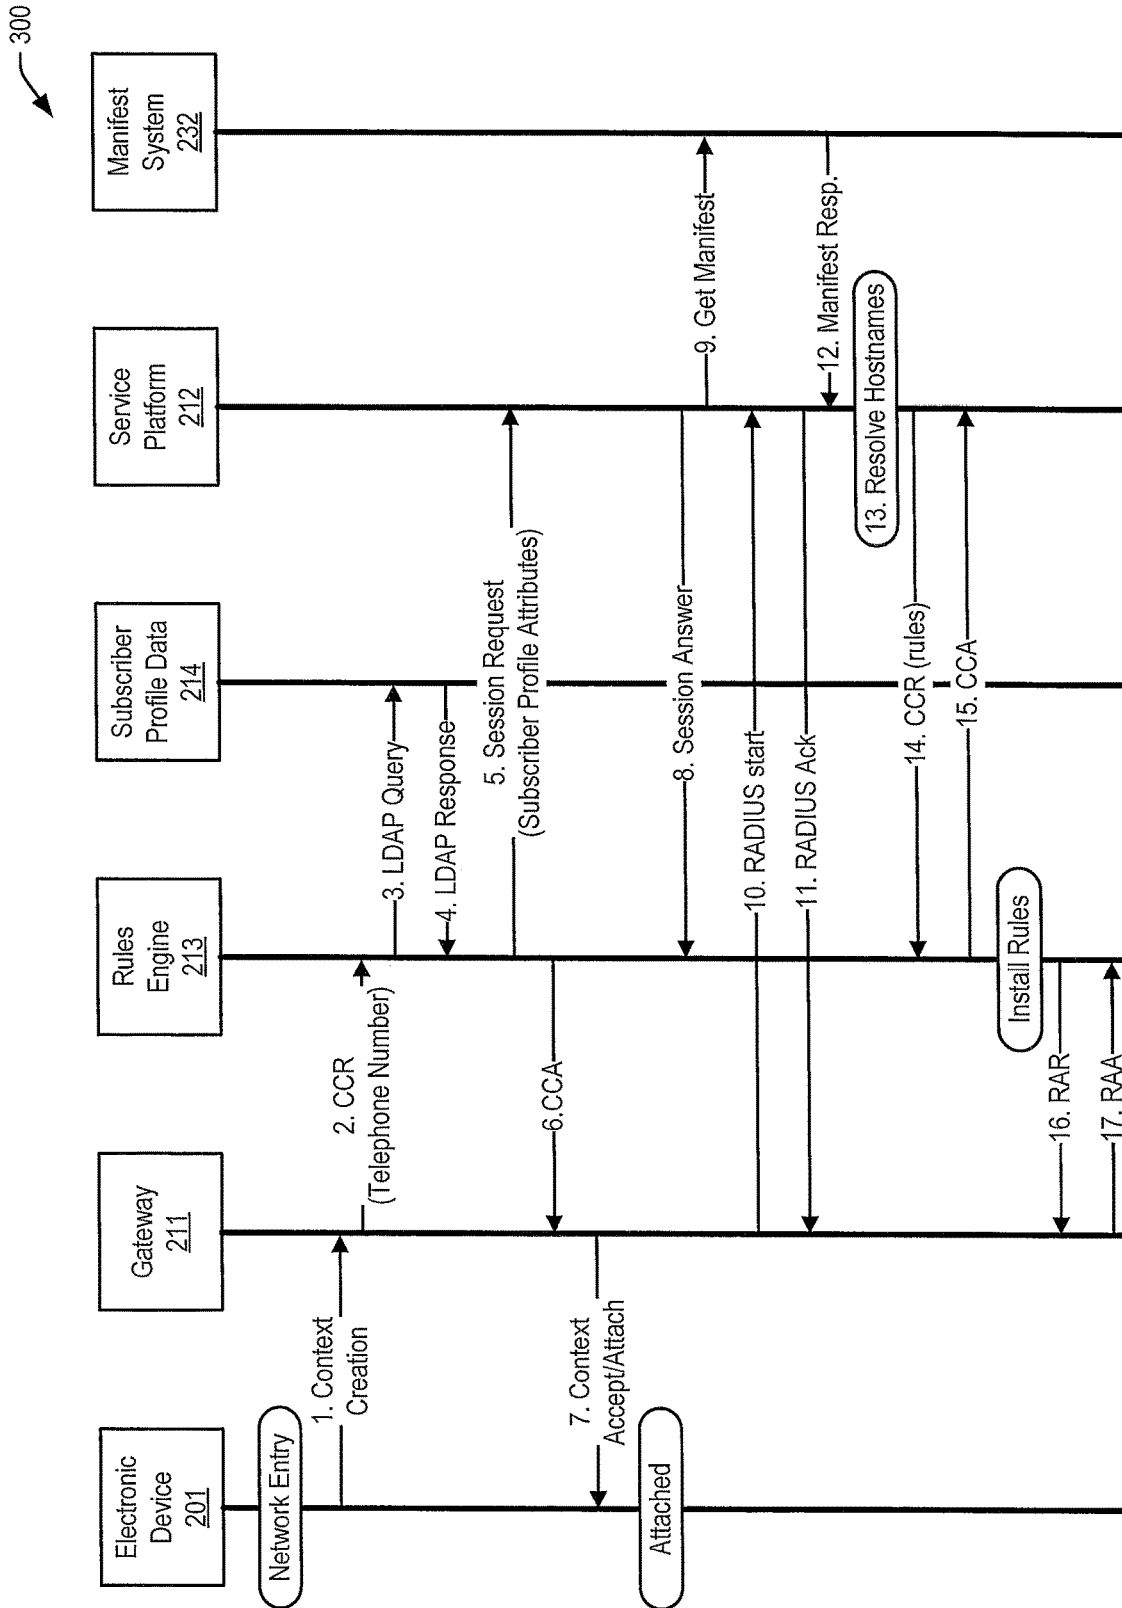 300
Electronic
Device
201
Gateway
211
Rules
Engine
213
Subscriber
Profile Data
214
Service
Platform
212
Manifest
System
232
Network Entry
1. Context
Creation
2. CCR
(Telephone Number)
3. LDAP Query
4. LDAP Response
5. Session Request
(Subscriber Profile Attributes)
6.CCA
7. Context
Accept/Attach
Attached
8. Session Answer
9. Get Manifest
10. RADIUS start
11. RADIUS Ack
12. Manifest Resp.
13. Resolve Hostnames
14. CCR (rules)
15. CCA
Install Rules
16. RAR
17. RAA